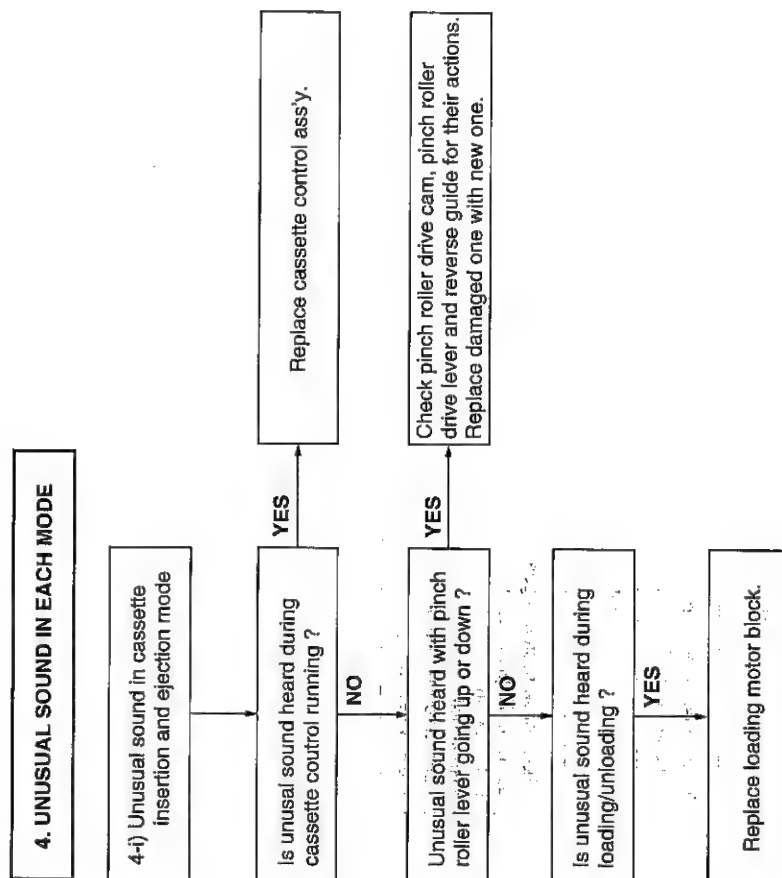 4. UNUSUAL SOUND IN EACH MODE
4-i) Unusual sound in cassette
insertion and ejection mode
Is unusal sound heard during
cassette coutrol running ?
YES
Replace cassette control ass'y.
NO
Unusual sound heard with pinch
roller lever going up or down ?
YES
Check pinch roller drive cam, pinch roller
drive lever and reverse guide for their actions.
Replace damaged one with new one.
NO
Is unusual sound heard during
loading/unloading ?
YES
Replace loading motor block.